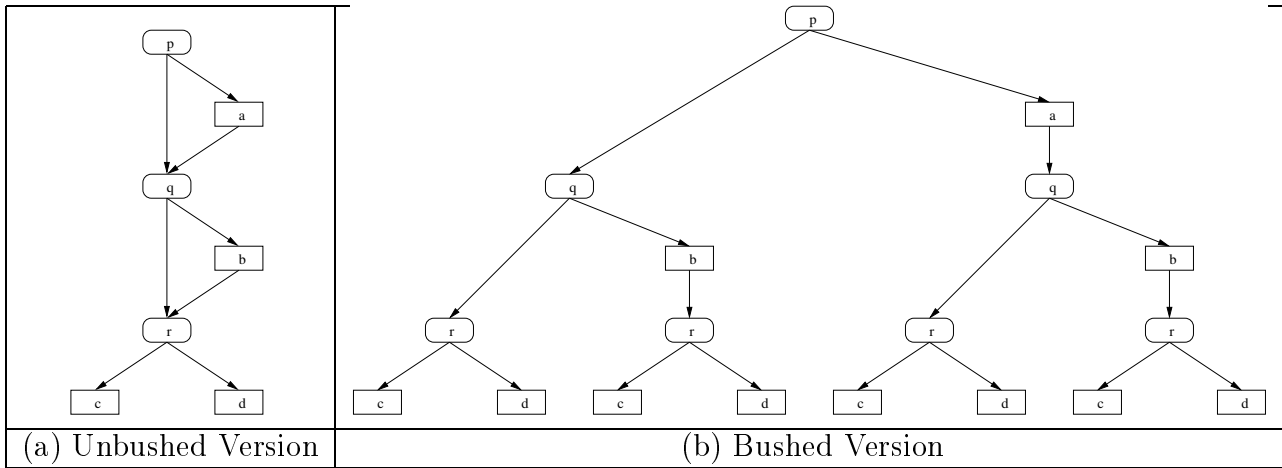 p
a
q
b
r
c d
(a) Unbushed Version
p
a
q q
b b
r r r r
c d c d c d c d
(b) Bushed Version